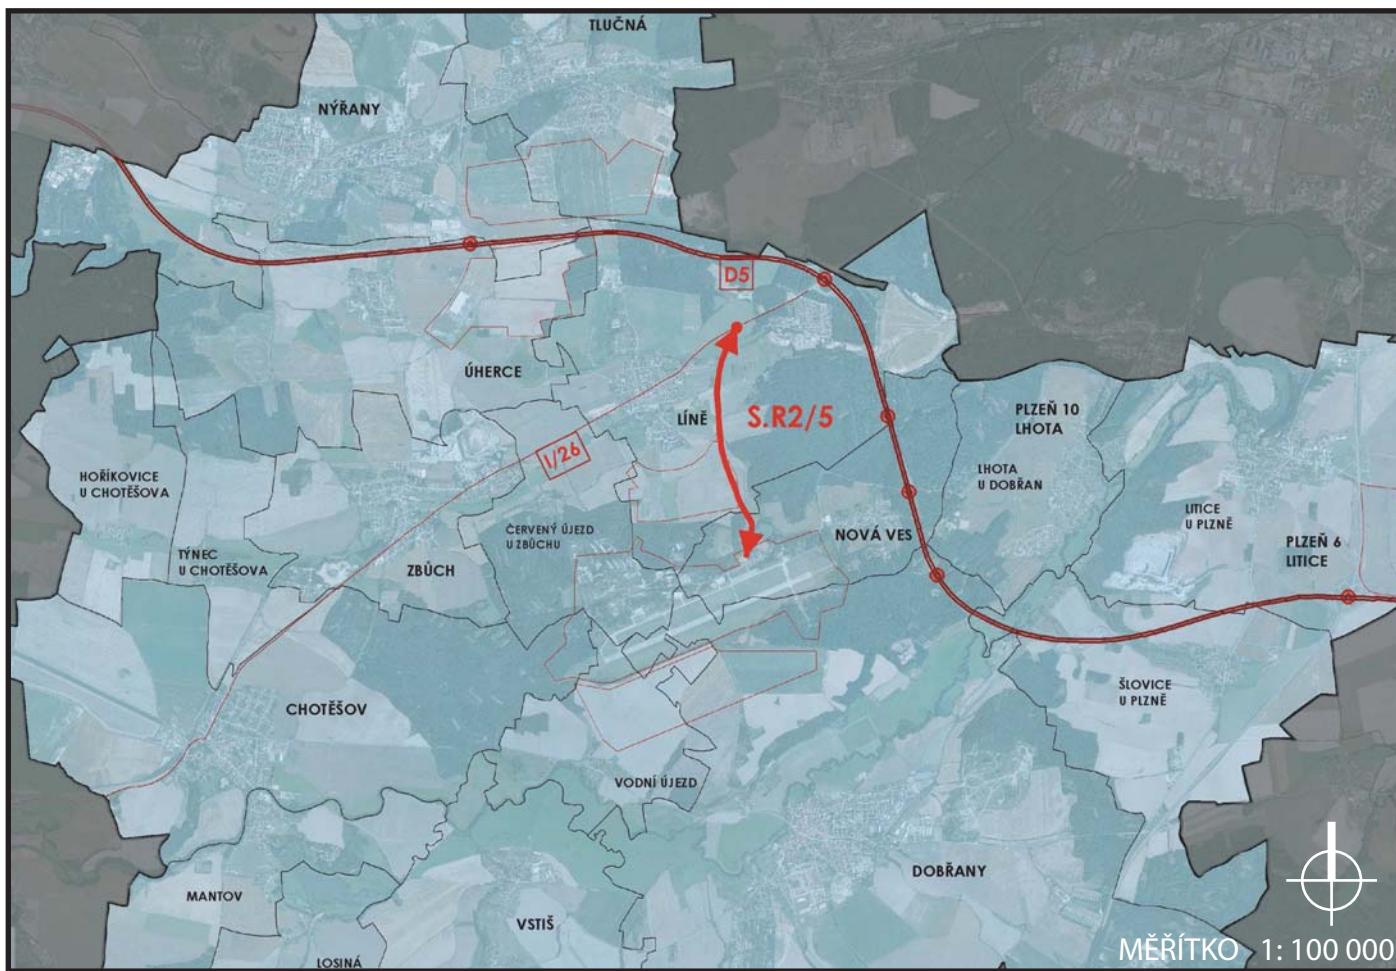 TLUČNÁ
NÝŘANY
D5
ÚHERCE
LÍNĚ
S.R2/5
PLZEŇ 10
LHOTA
I/26
HOŘÍKOVICE
U CHOTĚŠOVA
LHOTA
U DOBŘAN
LITICE
U PLZNĚ
ČERVENÝ ÚJEZD
U ZBŮCHU
NOVÁ VES
PLZEŇ 6
LITICE
TÝNEC
U CHOTĚŠOVA
ZBŮCH
ŠLOVICE
U PLZNĚ
CHOTĚŠOV
VODNÍ ÚJEZD
DOBŘANY
MANTOV
VSTIŠ
LOSINÁ
MĚŘÍTKO 1: 100 000